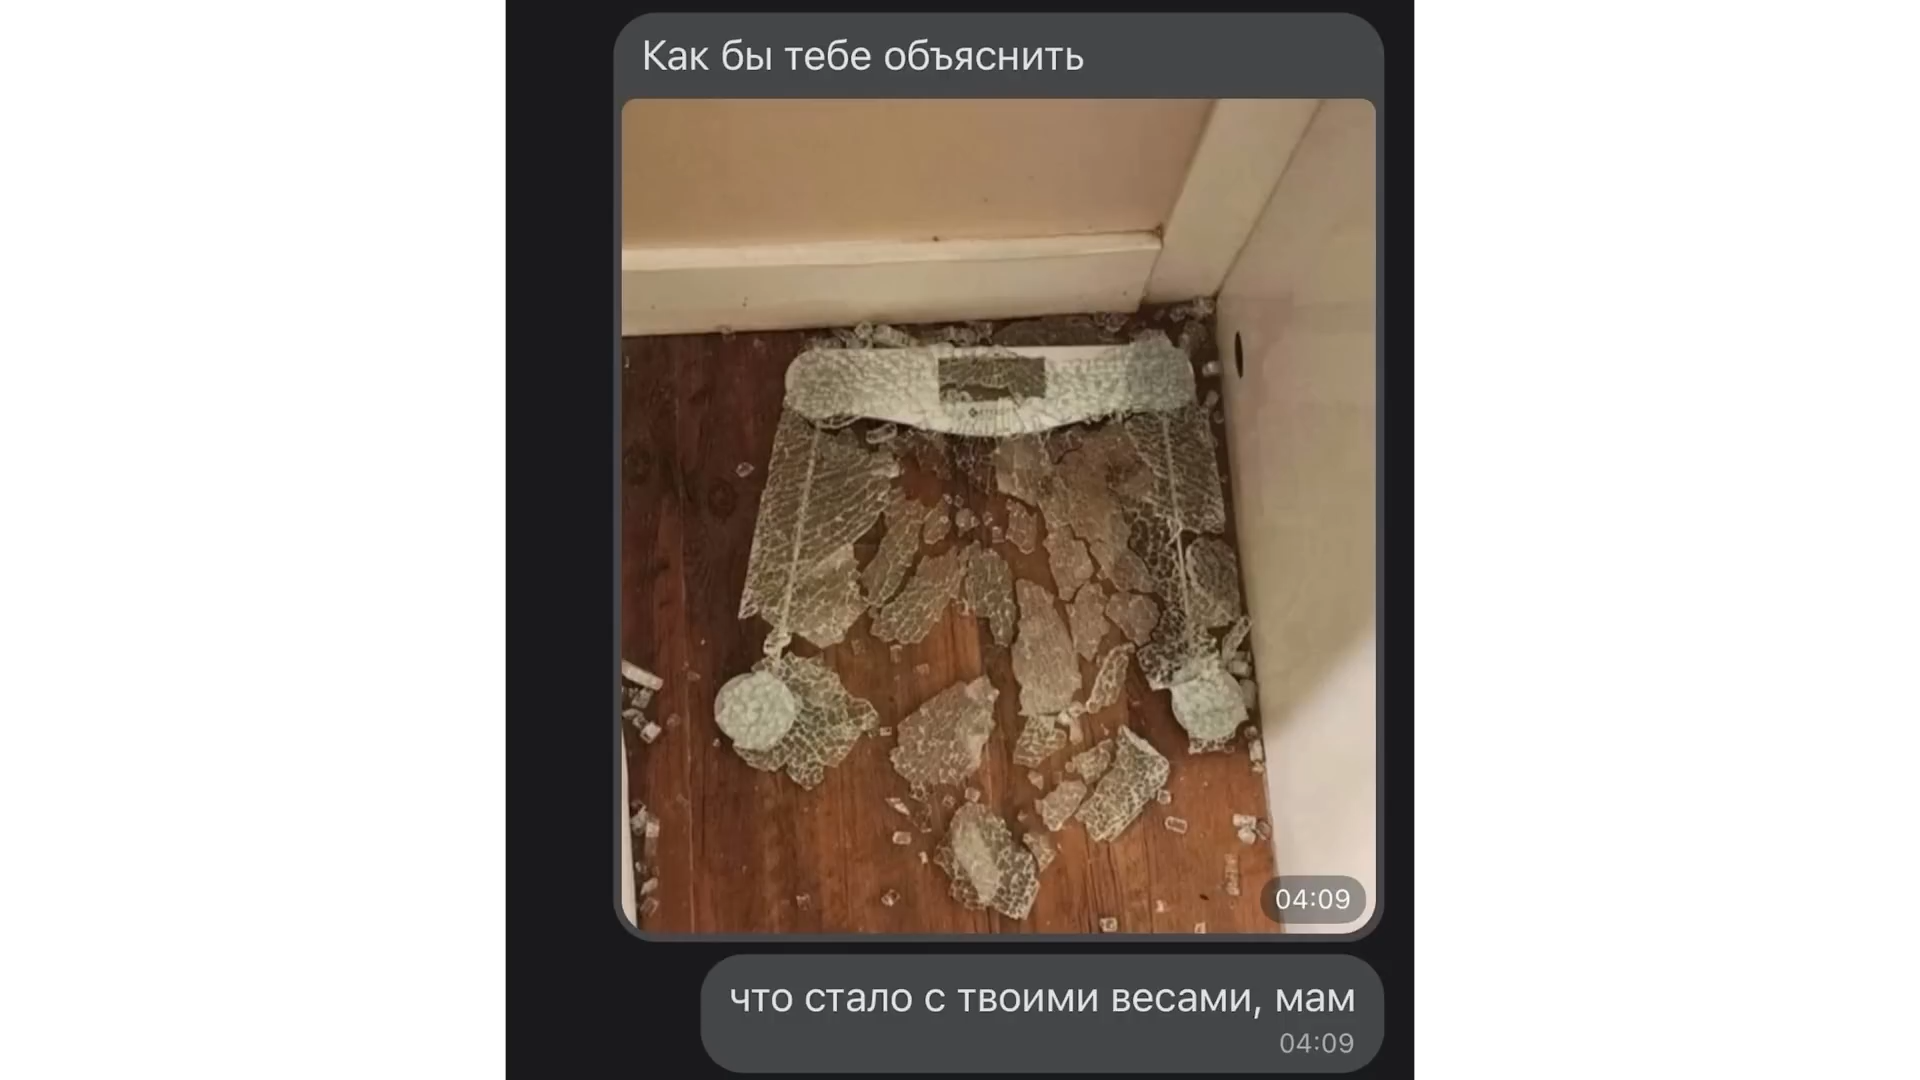 Как бы тебе объяснить
04:09
что стало с твоими весами, мам
04:09